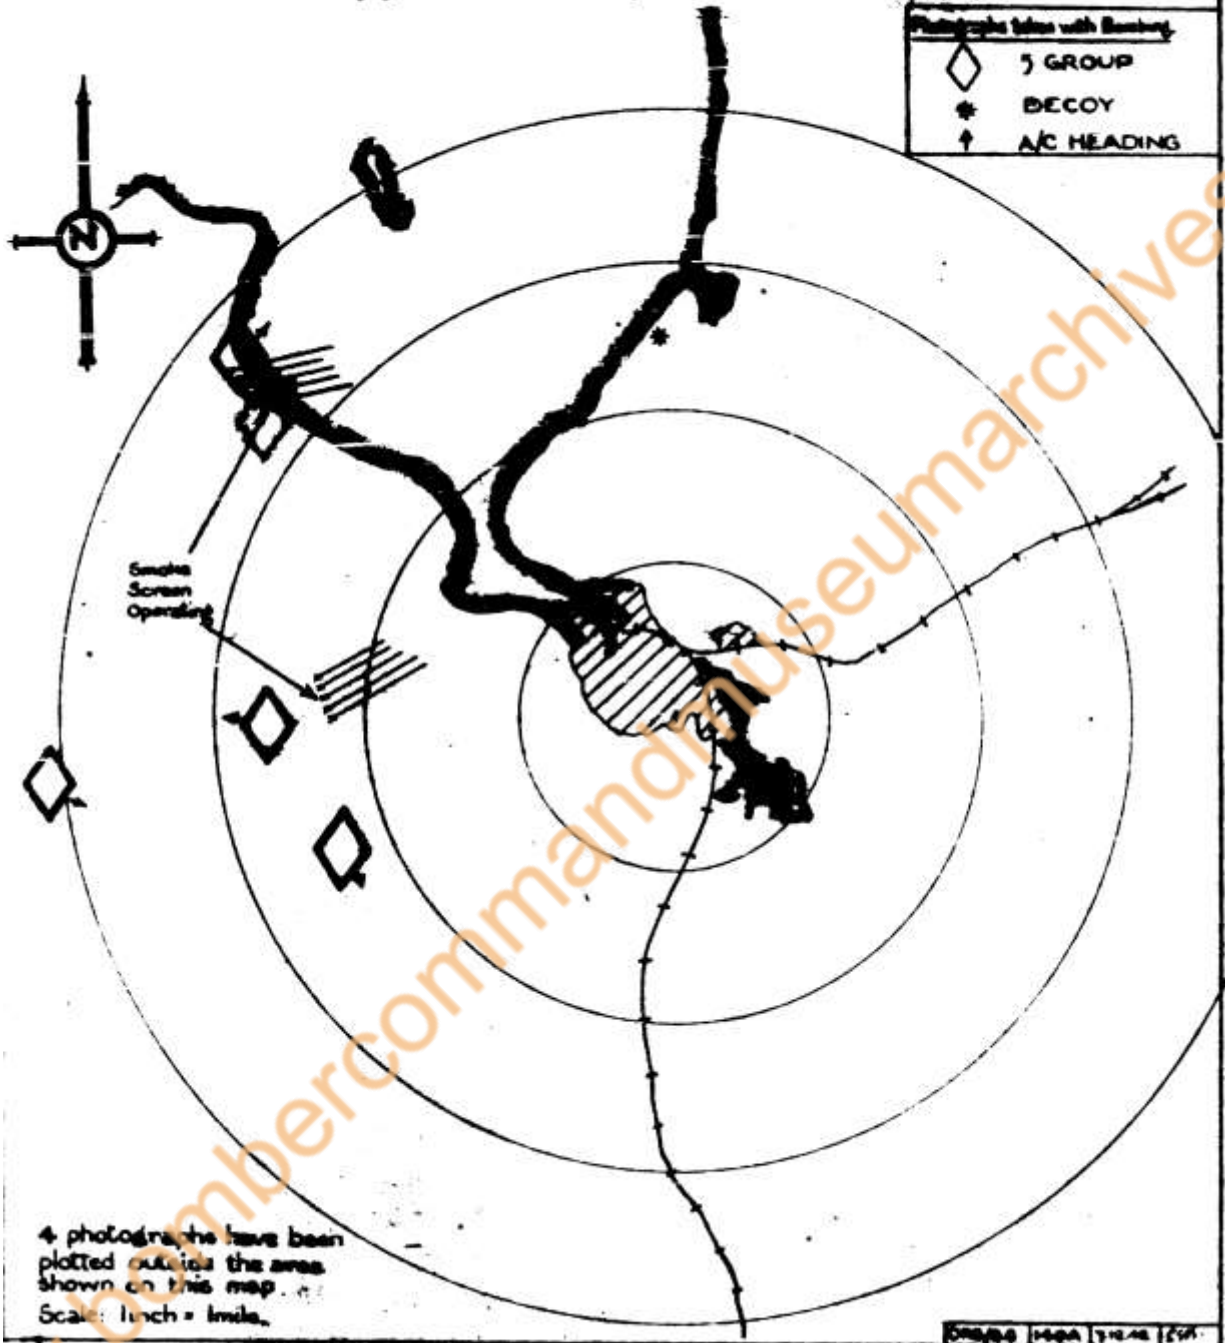 Photographs taken with Bombing
5 GROUP
DECOY
A/C HEADING
N
Smoke
Screen
Operating
4 photographs have been
plotted outside the area
shown on this map
Scale: 1 inch = 1 mile.
bombercommandmuseumarchives